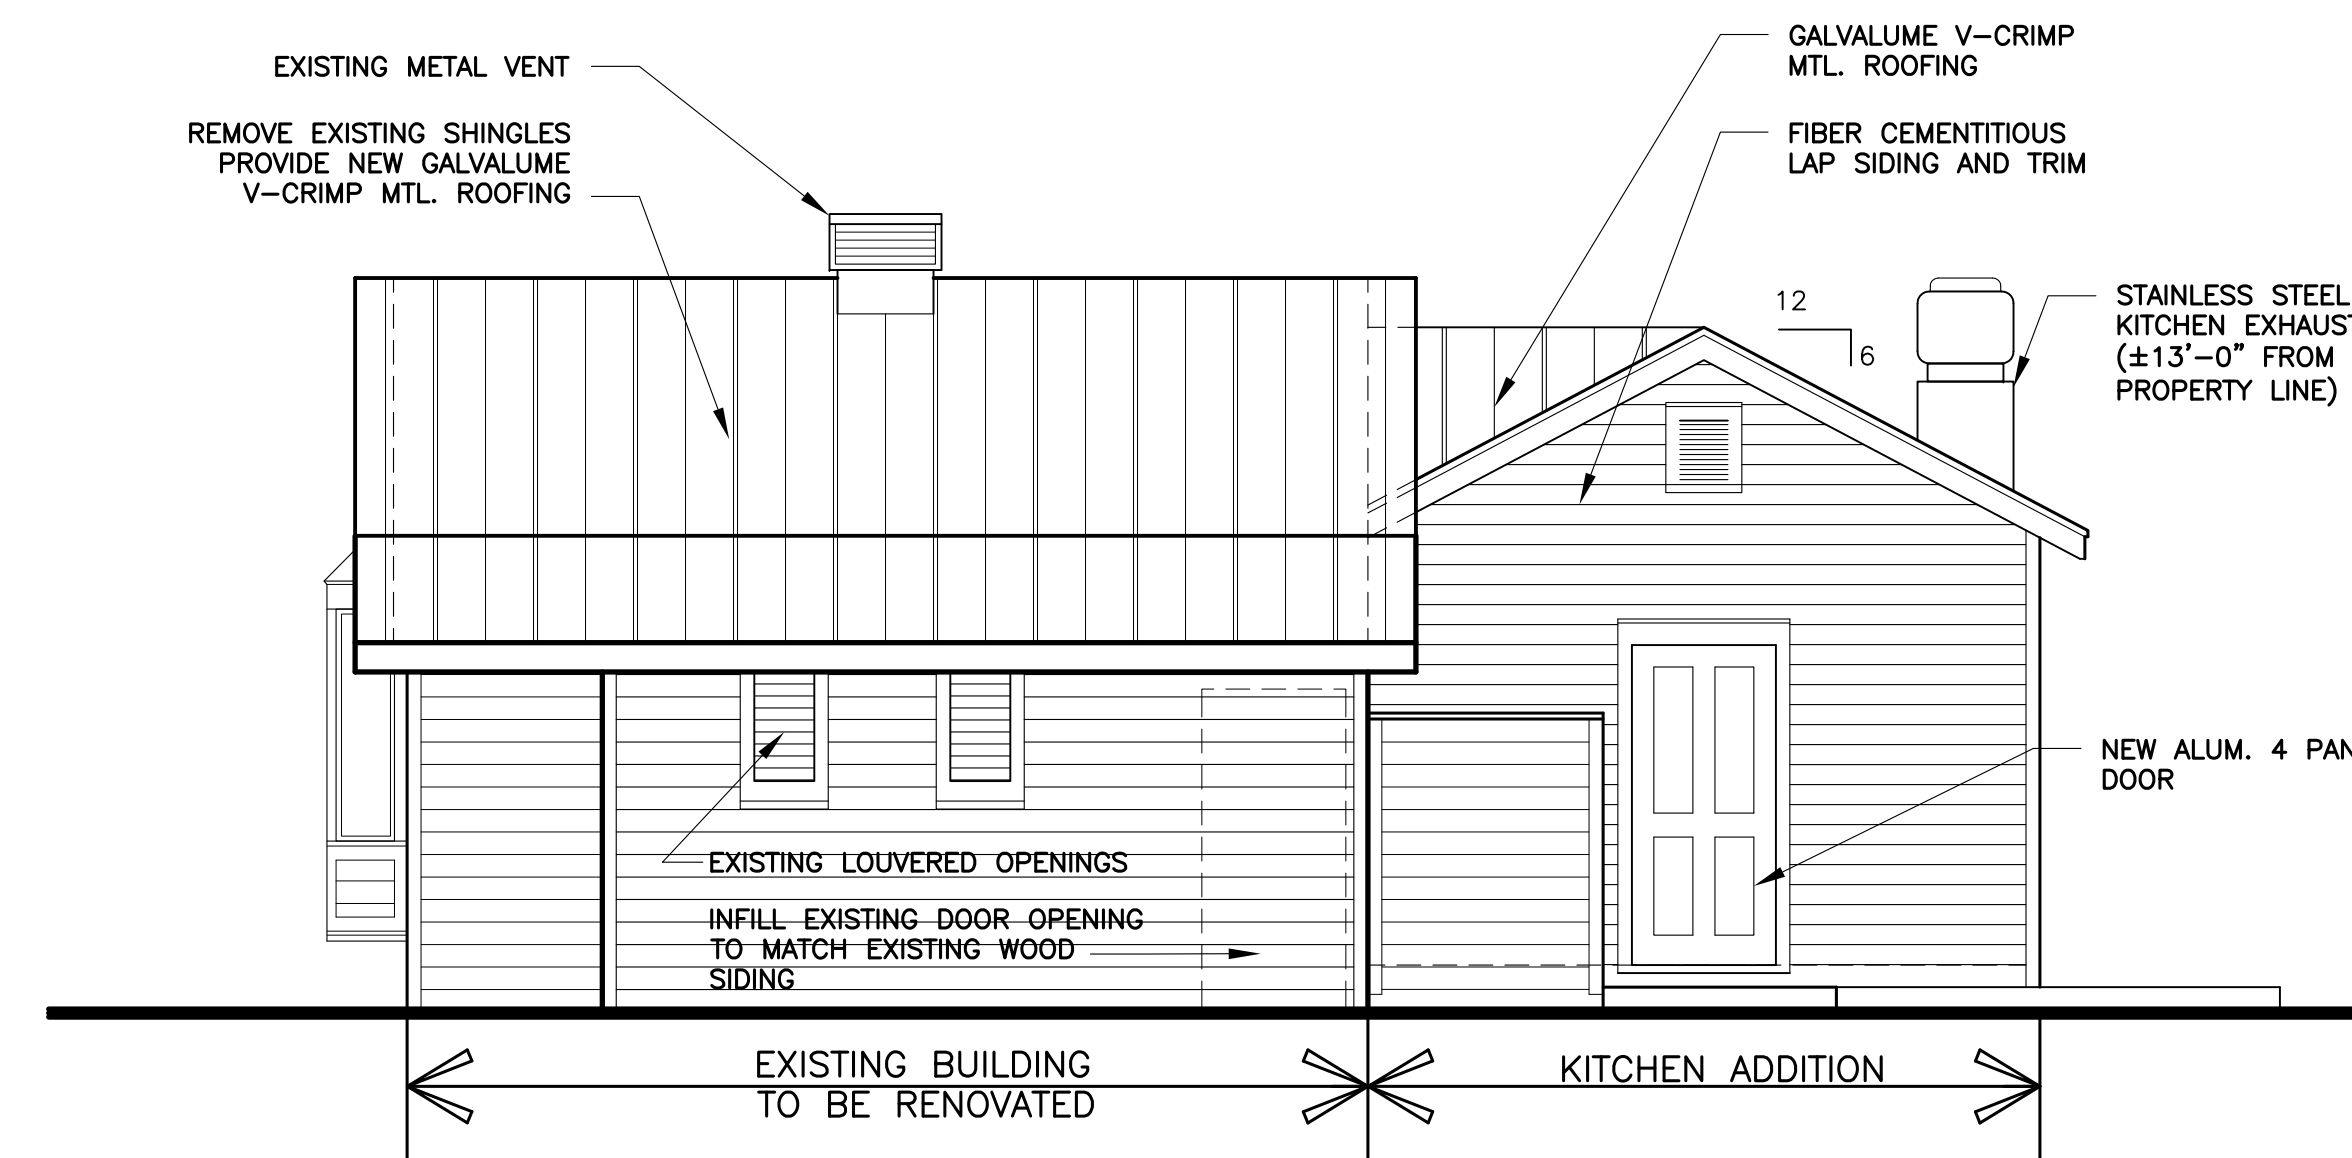 EXISTING METAL VENT
REMOVE EXISTING SHINGLES
PROVIDE NEW GALVALUME
V-CRIMP MTL. ROOFING
GALVALUME V-CRIMP
MTL. ROOFING
FIBER CEMENTITIOUS
LAP SIDING AND TRIM
12
6
STAINLESS STEEL
KITCHEN EXHAUST
(±13'-0" FROM
PROPERTY LINE)
NEW ALUM. 4
DOOR
EXISTING LOUVERED OPENINGS
INFILL EXISTING DOOR OPENING
TO MATCH EXISTING WOOD
SIDING
EXISTING BUILDING
TO BE RENOVATED
KITCHEN ADDITION